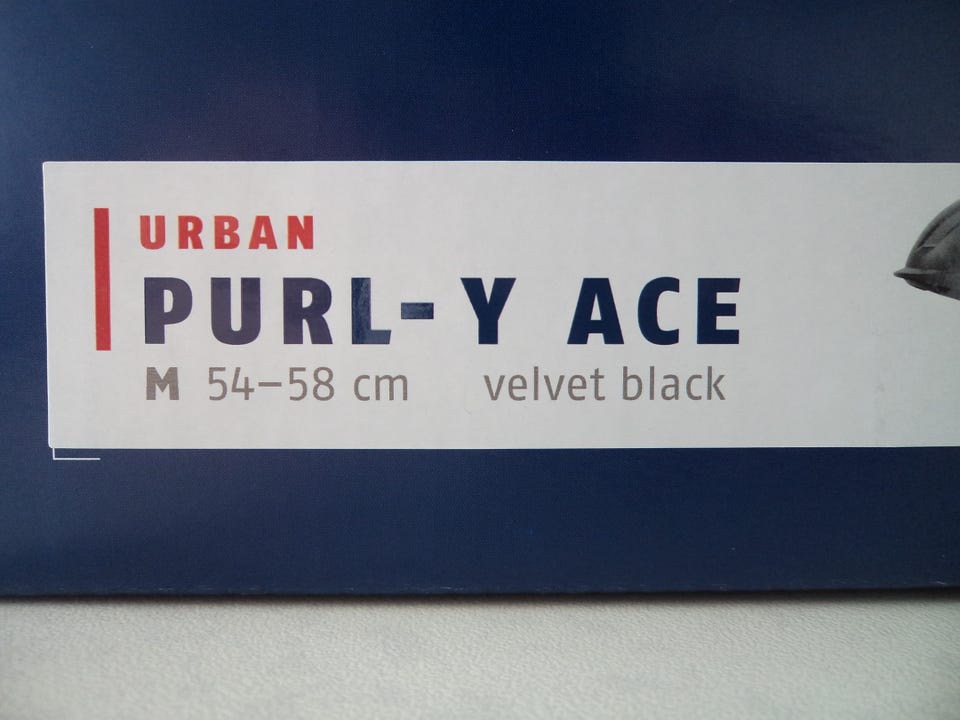 URBAN
PURL-Y ACE
M 54–58 cm velvet black